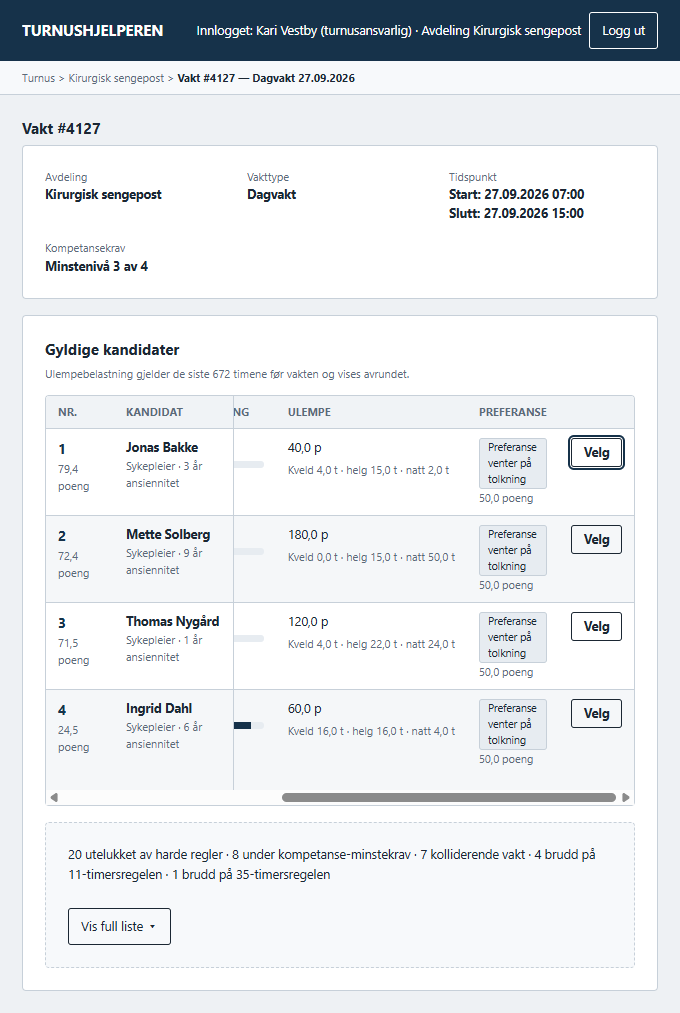 TURNUSHJELPEREN
Innlogget: Kari Vestby (turnusansvarlig) · Avdeling Kirurgisk sengepost
Logg ut
Turnus > Kirurgisk sengepost > Vakt #4127 — Dagvakt 27.09.2026
Vakt #4127
Avdeling
Kirurgisk sengepost
Vakttype
Dagvakt
Tidspunkt
Start: 27.09.2026 07:00
Slutt: 27.09.2026 15:00
Kompetansekrav
Minstenivå 3 av 4
Gyldige kandidater
Ulempebelastning gjelder de siste 672 timene før vakten og vises avrundet.
NR. KANDIDAT NG ULEMPE PREFERANSE
1
79,4
poeng
Jonas Bakke
Sykepleier · 3 år
ansiennitet
40,0 p
Kveld 4,0 t · helg 15,0 t · natt 2,0 t
Preferanse
venter på
tolkning
50,0 poeng
Velg
2
72,4
poeng
Mette Solberg
Sykepleier · 9 år
ansiennitet
180,0 p
Kveld 0,0 t · helg 15,0 t · natt 50,0 t
Preferanse
venter på
tolkning
50,0 poeng
Velg
3
71,5
poeng
Thomas Nygård
Sykepleier · 1 år
ansiennitet
120,0 p
Kveld 4,0 t · helg 22,0 t · natt 24,0 t
Preferanse
venter på
tolkning
50,0 poeng
Velg
4
24,5
poeng
Ingrid Dahl
Sykepleier · 6 år
ansiennitet
60,0 p
Kveld 16,0 t · helg 16,0 t · natt 4,0 t
Preferanse
venter på
tolkning
50,0 poeng
Velg
20 utelukket av harde regler · 8 under kompetanse-minstekrav · 7 kolliderende vakt · 4 brudd på
11-timersregelen · 1 brudd på 35-timersregelen
Vis full liste